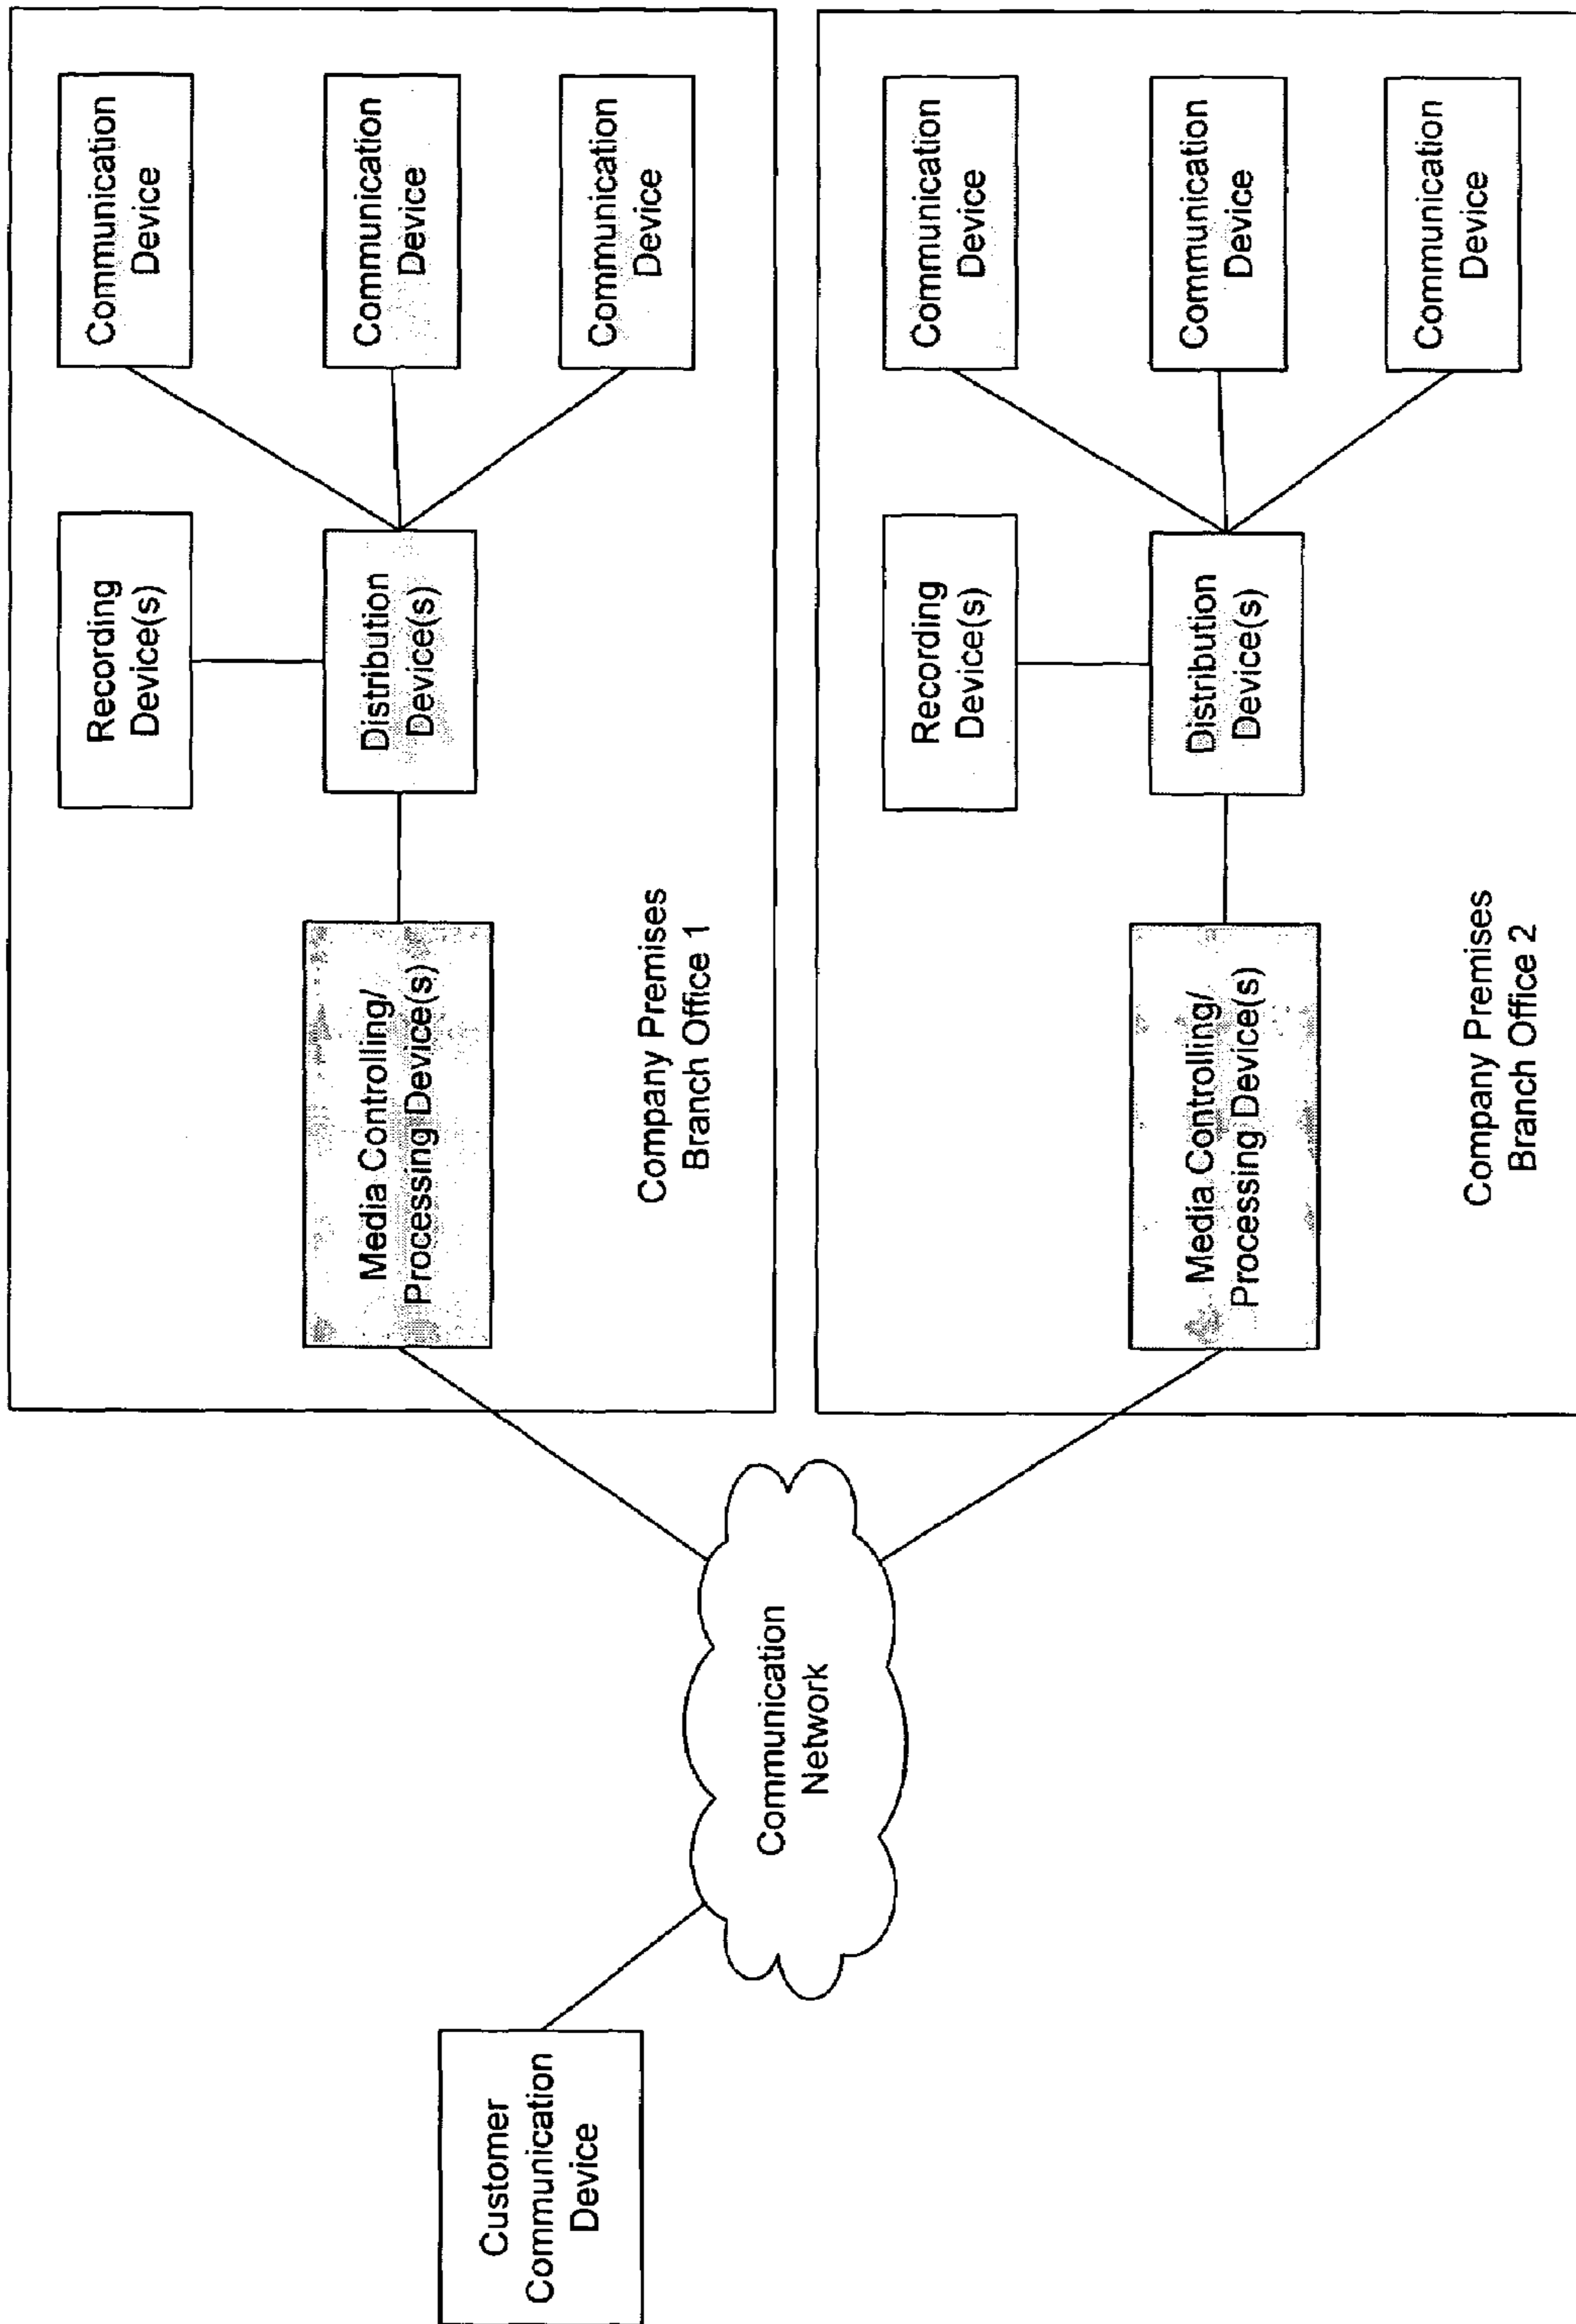 Customer
Communication
Device
Communication
Network
Media Controlling/
Processing Device(s)
Recording
Device(s)
Distribution
Device(s)
Communication
Device
Communication
Device
Communication
Device
Company Premises
Branch Office 1
Media Controlling/
Processing Device(s)
Recording
Device(s)
Distribution
Device(s)
Communication
Device
Communication
Device
Communication
Device
Company Premises
Branch Office 2